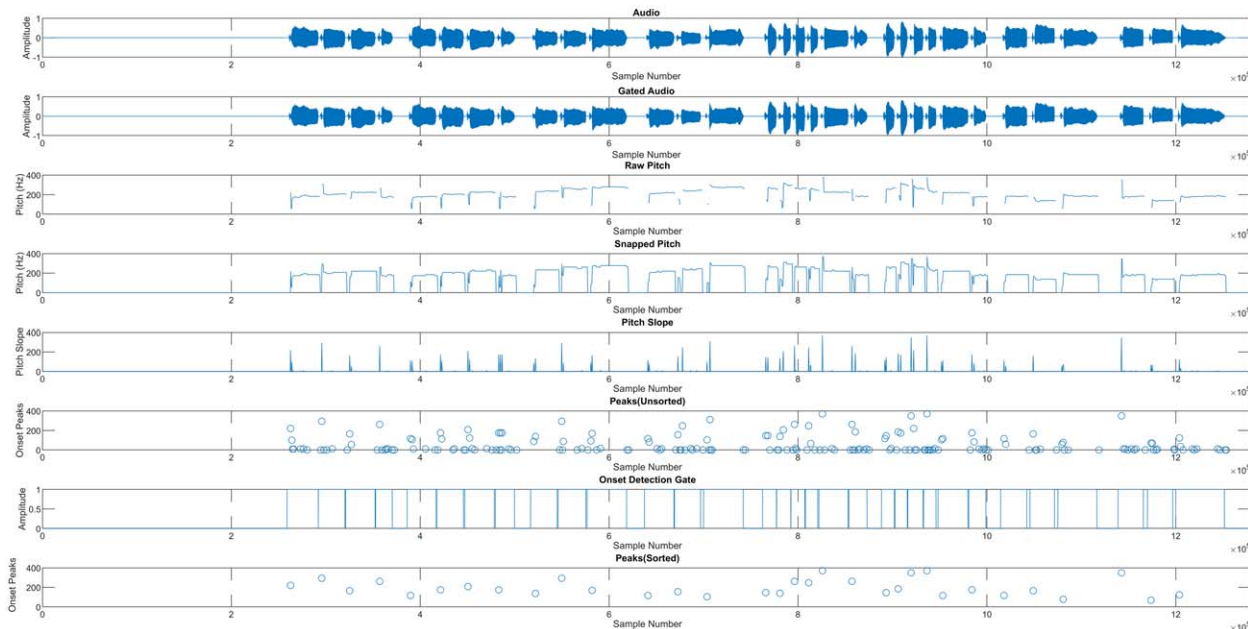 Audio
Amplitude
1
0
-1
0 2 4 6 8 10 12
Sample Number
×10⁵
Gated Audio
Amplitude
1
0
-1
0 2 4 6 8 10 12
Sample Number
Raw Pitch
Pitch (Hz)
400
200
0
0 2 4 6 8 10 12
Sample Number
Snapped Pitch
Pitch (Hz)
400
200
0
0 2 4 6 8 10 12
Sample Number
Pitch Slope
Pitch Slope
400
200
0
0 2 4 6 8 10 12
Sample Number
Peaks(Unsorted)
Onset Peaks
400
200
0
0 2 4 6 8 10 12
Sample Number
Onset Detection Gate
Amplitude
1
0.5
0
0 2 4 6 8 10 12
Sample Number
Peaks(Sorted)
Onset Peaks
400
200
0
0 2 4 6 8 10 12
Sample Number